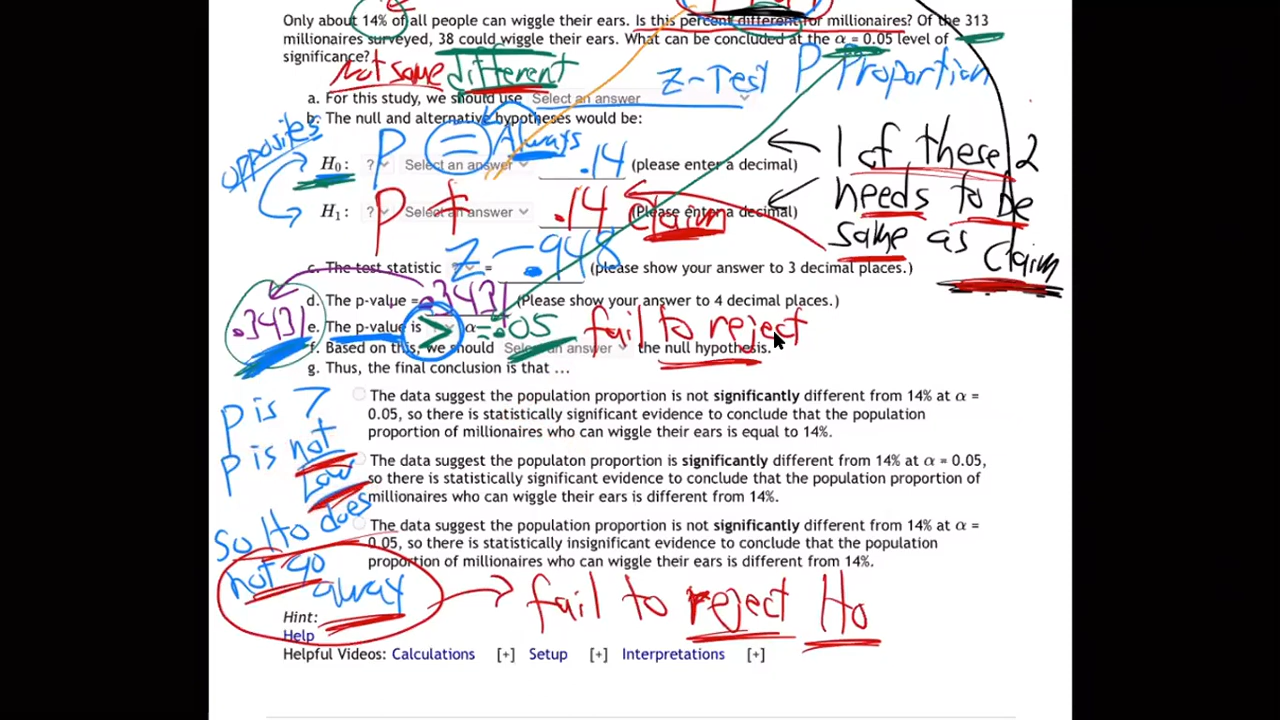 Only about 14% of all people can wiggle their ears. Is this percent different for millionaires? Of the 313
millionaires surveyed, 38 could wiggle their ears. What can be concluded at the α = 0.05 level of
significance?
not same different
z-Test P Proportion
a. For this study, we should use Select an answer
b. The null and alternative hypotheses would be:
opposites
P = Always .14
H₀: ? Select an answer (please enter a decimal)
P ≠ .14 Claim
H₁: ? Select an answer (Please enter a decimal)
1 of these 2
needs to be
same as
Claim
z - .948
c. The test statistic = (please show your answer to 3 decimal places.)
d. The p-value = .3431 (Please show your answer to 4 decimal places.)
.3431
e. The p-value is > α = .05
fail to reject
f. Based on this, we should Select an answer the null hypothesis.
g. Thus, the final conclusion is that ...
The data suggest the population proportion is not significantly different from 14% at α =
0.05, so there is statistically significant evidence to conclude that the population
proportion of millionaires who can wiggle their ears is equal to 14%.
The data suggest the populaton proportion is significantly different from 14% at α = 0.05,
so there is statistically significant evidence to conclude that the population proportion of
millionaires who can wiggle their ears is different from 14%.
The data suggest the population proportion is not significantly different from 14% at α =
0.05, so there is statistically insignificant evidence to conclude that the population
proportion of millionaires who can wiggle their ears is different from 14%.
P is ?
P is not
Low
So Ho does
not go
away
fail to reject Ho
Hint:
Help
Helpful Videos: Calculations [+] Setup [+] Interpretations [+]